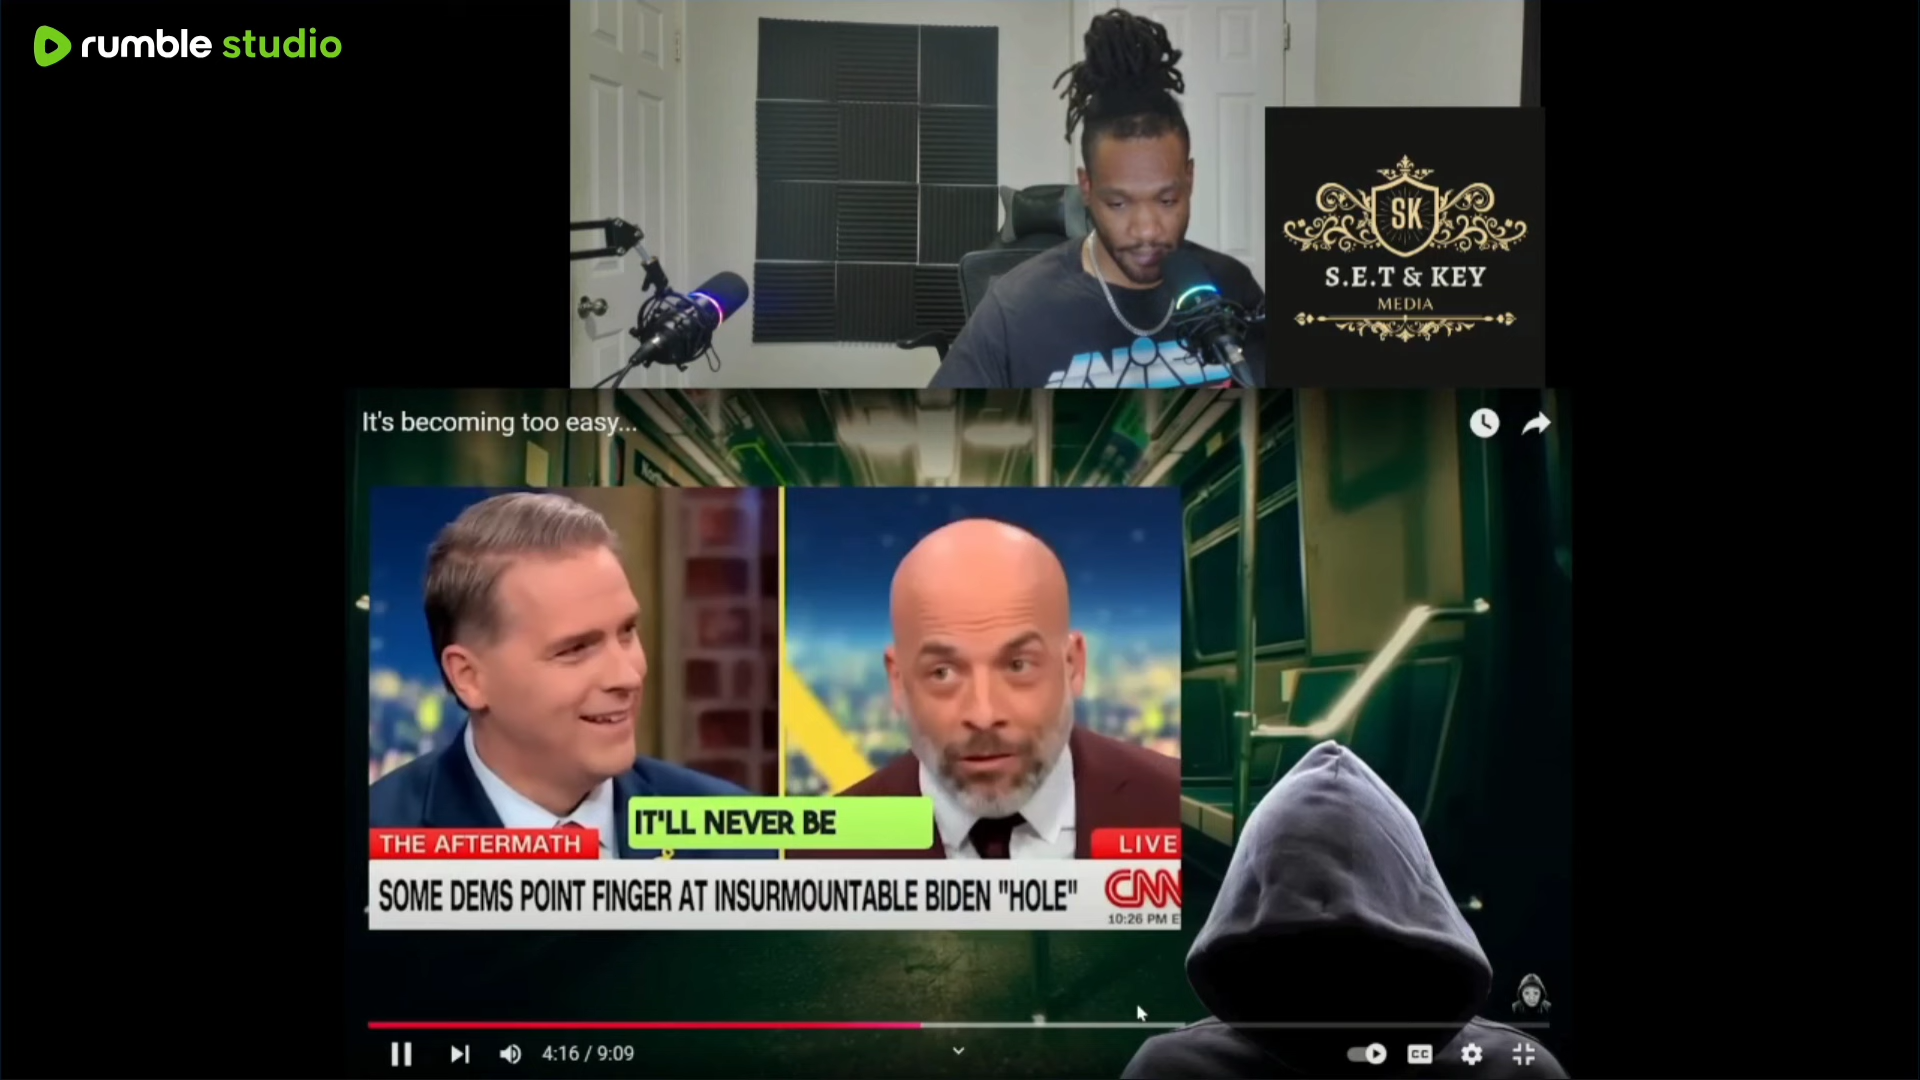 rumble studio
SK
S.E.T & KEY
MEDIA
It's becoming too easy...
IT'LL NEVER BE
THE AFTERMATH
LIVE
SOME DEMS POINT FINGER AT INSURMOUNTABLE BIDEN "HOLE"
CNN
10:26 PM E
4:16 / 9:09
CC